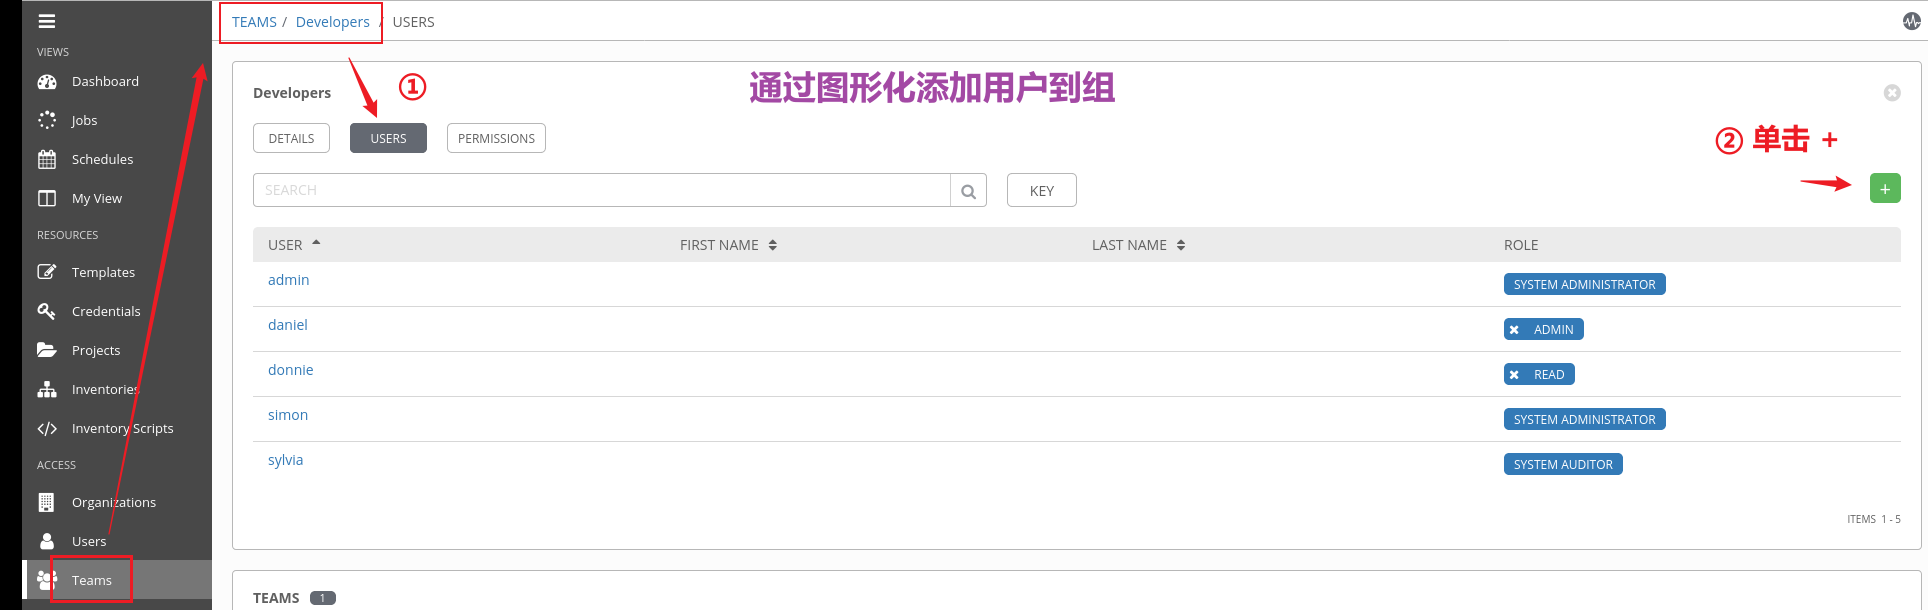 TEAMS / Developers / USERS
VIEWS
Dashboard
Jobs
Schedules
My View
RESOURCES
Templates
Credentials
Projects
Inventories
Inventory Scripts
ACCESS
Organizations
Users
Teams
①
通过图形化添加用户到组
Developers
DETAILS USERS PERMISSIONS
② 单击 +
SEARCH KEY +
USER FIRST NAME LAST NAME ROLE
admin SYSTEM ADMINISTRATOR
daniel ADMIN
donnie READ
simon SYSTEM ADMINISTRATOR
sylvia SYSTEM AUDITOR
ITEMS 1 - 5
TEAMS 1